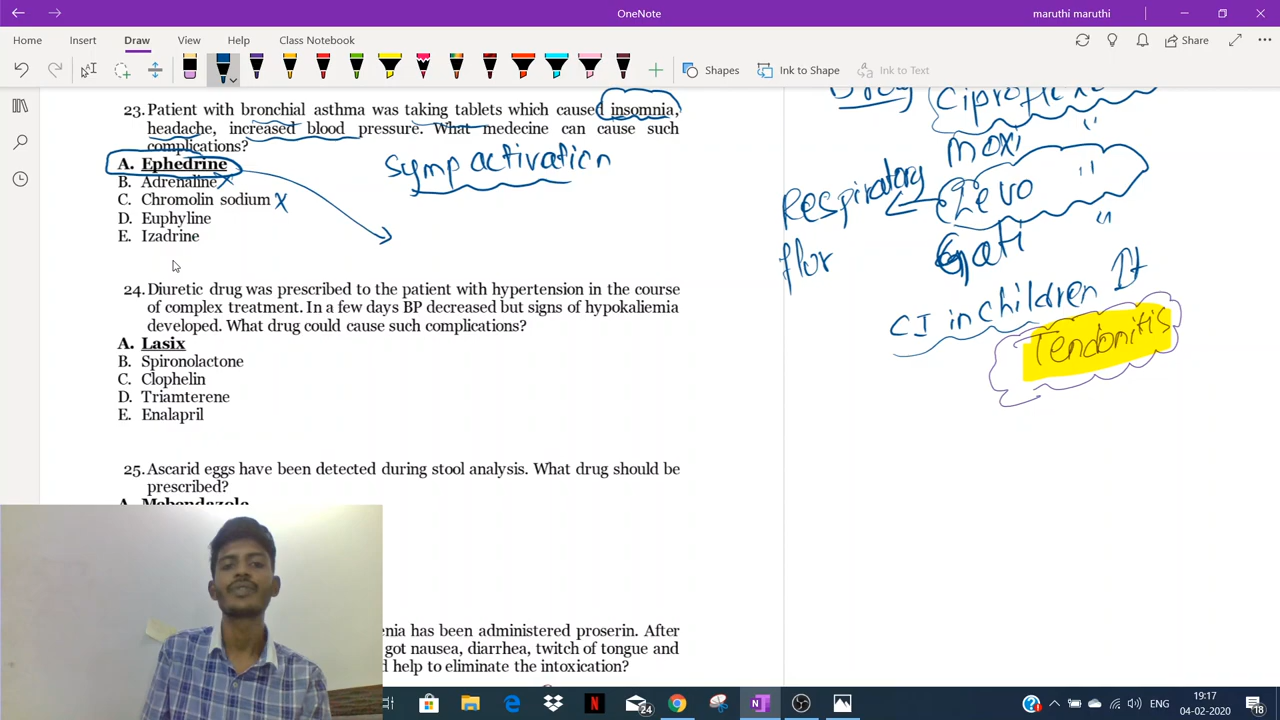 OneNote
maruthi maruthi
Home Insert Draw View Help Class Notebook
Share
Shapes
Ink to Shape
Ink to Text
23. Patient with bronchial asthma was taking tablets which caused insomnia,
headache, increased blood pressure. What medecine can cause such
complications?
A. Ephedrine
B. Adrenaline X
C. Chromolin sodium X
D. Euphyline
E. Izadrine
symp activation
24. Diuretic drug was prescribed to the patient with hypertension in the course
of complex treatment. In a few days BP decreased but signs of hypokaliemia
developed. What drug could cause such complications?
A. Lasix
B. Spironolactone
C. Clophelin
D. Triamterene
E. Enalapril
25. Ascarid eggs have been detected during stool analysis. What drug should be
prescribed?
A. Mebendazole
enia has been administered proserin. After
got nausea, diarrhea, twitch of tongue and
d help to eliminate the intoxication?
moxi "
Respiratory
Levo "
flor
Gati "
CI in children
Tendonitis
24
ENG
19:17
04-02-2020
18